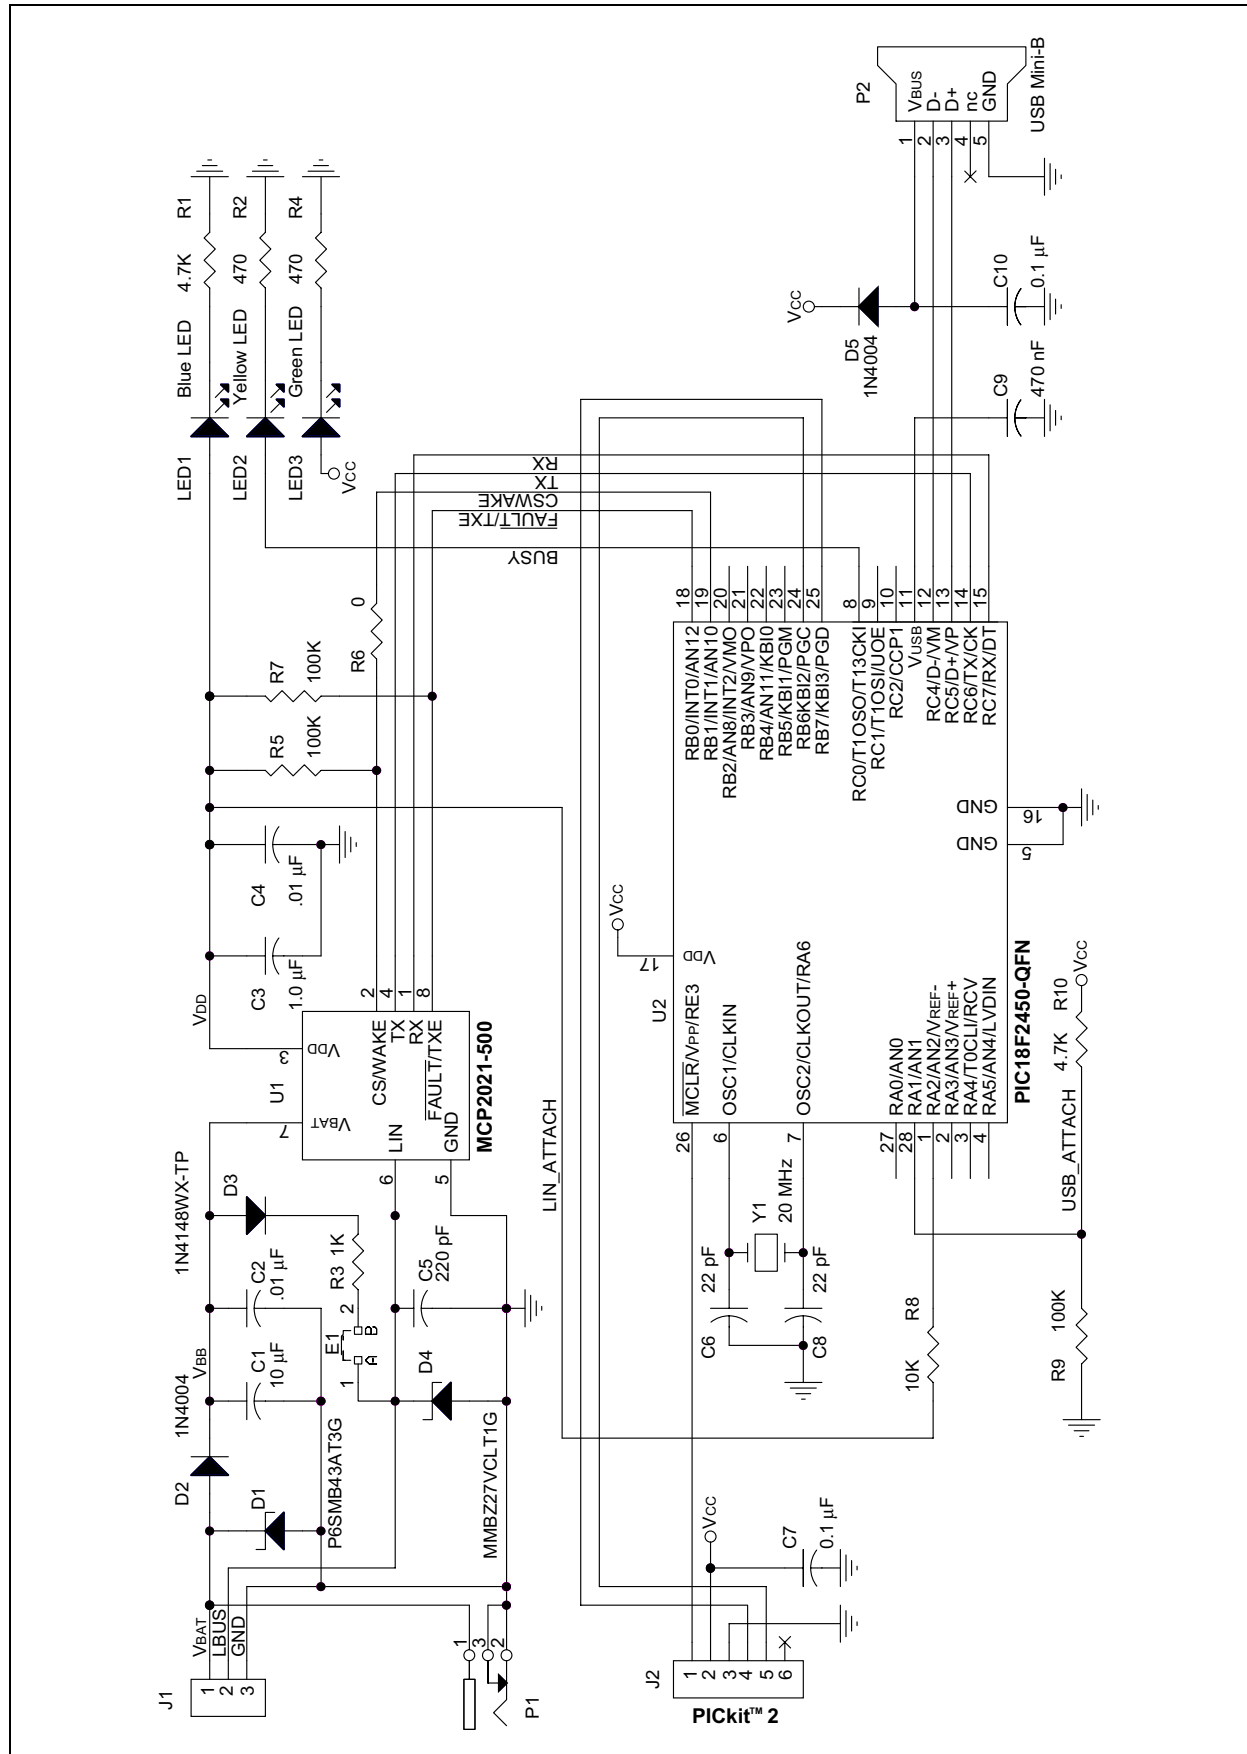 J1
VBAT
LBUS
GND
1
2
3
P1
1
3
2
D2
1N4004
D1
P6SMB43AT3G
VBB
C1
10 µF
C2
.01 µF
1N4148WX-TP
D3
R3 1K
E1
1
2
A
B
D4
MMBZ27VCLT1G
C5
220 pF
U1
7
VBAT
3
VDD
6
LIN
5
GND
CS/WAKE
TX
RX
FAULT/TXE
2
4
1
8
MCP2021-500
VDD
C3
1.0 µF
C4
.01 µF
R5
100K
R7
100K
R6
0
LIN_ATTACH
BUSY
FAULT/TXE
CSWAKE
TX
RX
LED1
Blue LED
4.7K
R1
LED2
Yellow LED
470
R2
LED3
Green LED
470
R4
VCC
J2
1
2
3
4
5
6
PICkit™ 2
VCC
C7
0.1 µF
U2
17
VDD
VCC
26
MCLR/VPP/RE3
6
OSC1/CLKIN
7
OSC2/CLKOUT/RA6
27
RA0/AN0
28
RA1/AN1
1
RA2/AN2/VREF-
2
RA3/AN3/VREF+
3
RA4/T0CLI/RCV
4
RA5/AN4/LVDIN
PIC18F2450-QFN
RB0/INT0/AN12
18
RB1/INT1/AN10
19
RB2/AN8/INT2/VMO
20
RB3/AN9/VPO
21
RB4/AN11/KBI0
22
RB5/KBI1/PGM
23
RB6KBI2/PGC
24
RB7/KBI3/PGD
25
RC0/T1OSO/T13CKI
8
RC1/T1OSI/UOE
9
RC2/CCP1
10
VUSB
11
RC4/D-/VM
12
RC5/D+/VP
13
RC6/TX/CK
14
RC7/RX/DT
15
GND
5
GND
16
C6
22 pF
Y1
20 MHz
C8
22 pF
R8
10K
R9
100K
USB_ATTACH
4.7K
R10
VCC
VCC
D5
1N4004
C9
470 nF
C10
0.1 µF
P2
1
2
3
4
5
VBUS
D-
D+
nc
GND
USB Mini-B